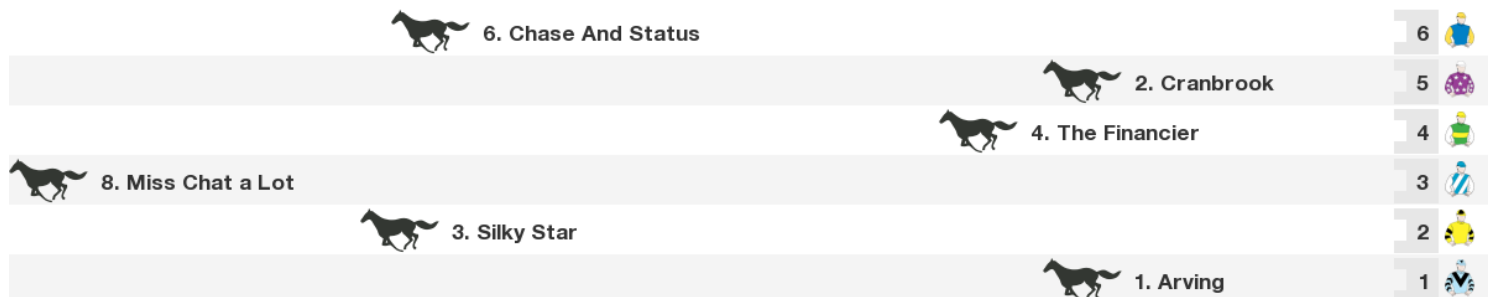 6. Chase And Status 6
2. Cranbrook 5
4. The Financier 4
8. Miss Chat a Lot 3
3. Silky Star 2
1. Arving 1